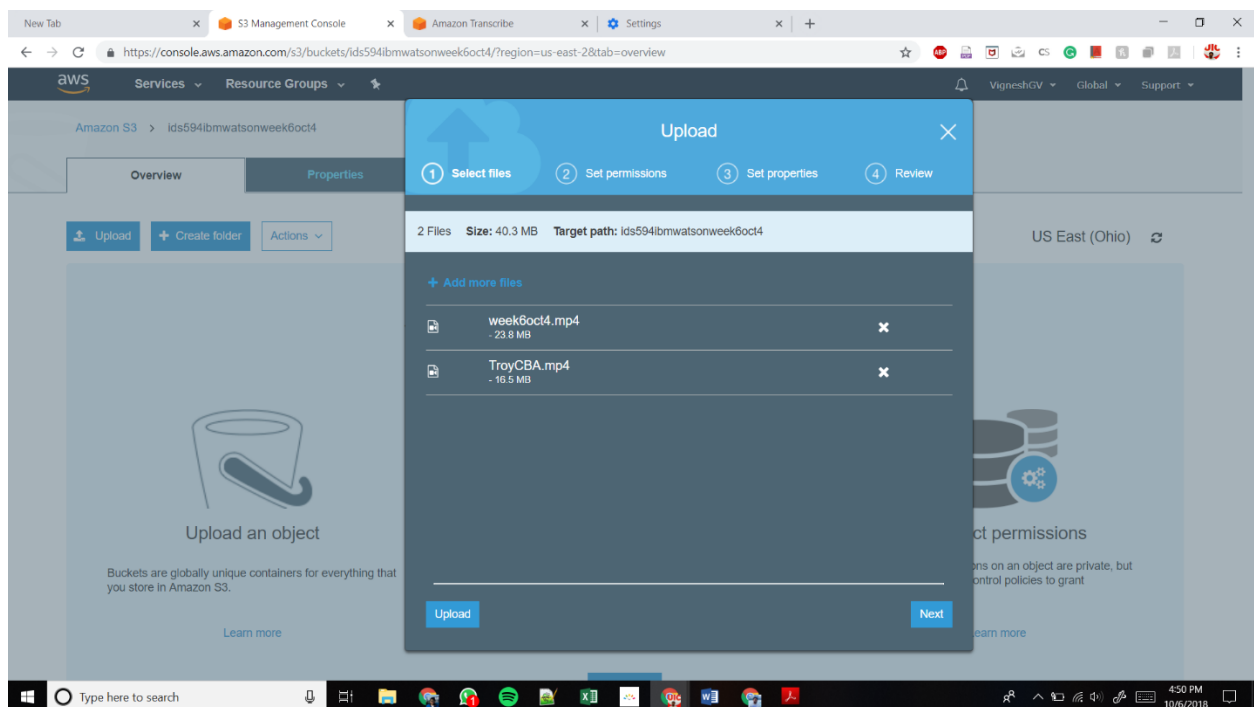 New Tab
S3 Management Console
Amazon Transcribe
Settings
https://console.aws.amazon.com/s3/buckets/ids594ibmwatsonweek6oct4/?region=us-east-2&tab=overview
ABP
CS
aws
Services
Resource Groups
VigneshGV
Global
Support
Amazon S3 > ids594ibmwatsonweek6oct4
Overview
Properties
Upload
+ Create folder
Actions
US East (Ohio)
Upload
1 Select files
2 Set permissions
3 Set properties
4 Review
2 Files Size: 40.3 MB Target path: ids594ibmwatsonweek6oct4
+ Add more files
week6oct4.mp4
- 23.8 MB
TroyCBA.mp4
- 16.5 MB
Upload
Next
Upload an object
Buckets are globally unique containers for everything that
you store in Amazon S3.
Learn more
ct permissions
ns on an object are private, but
ontrol policies to grant
earn more
Type here to search
4:50 PM
10/6/2018